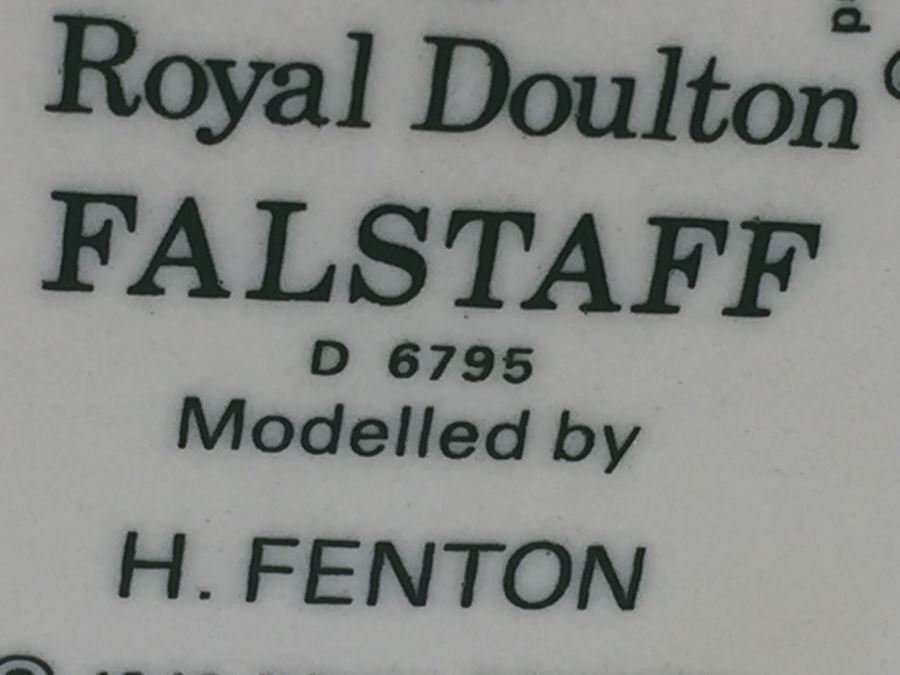 Royal Doulton
FALSTAFF
D 6795
Modelled by
H. FENTON